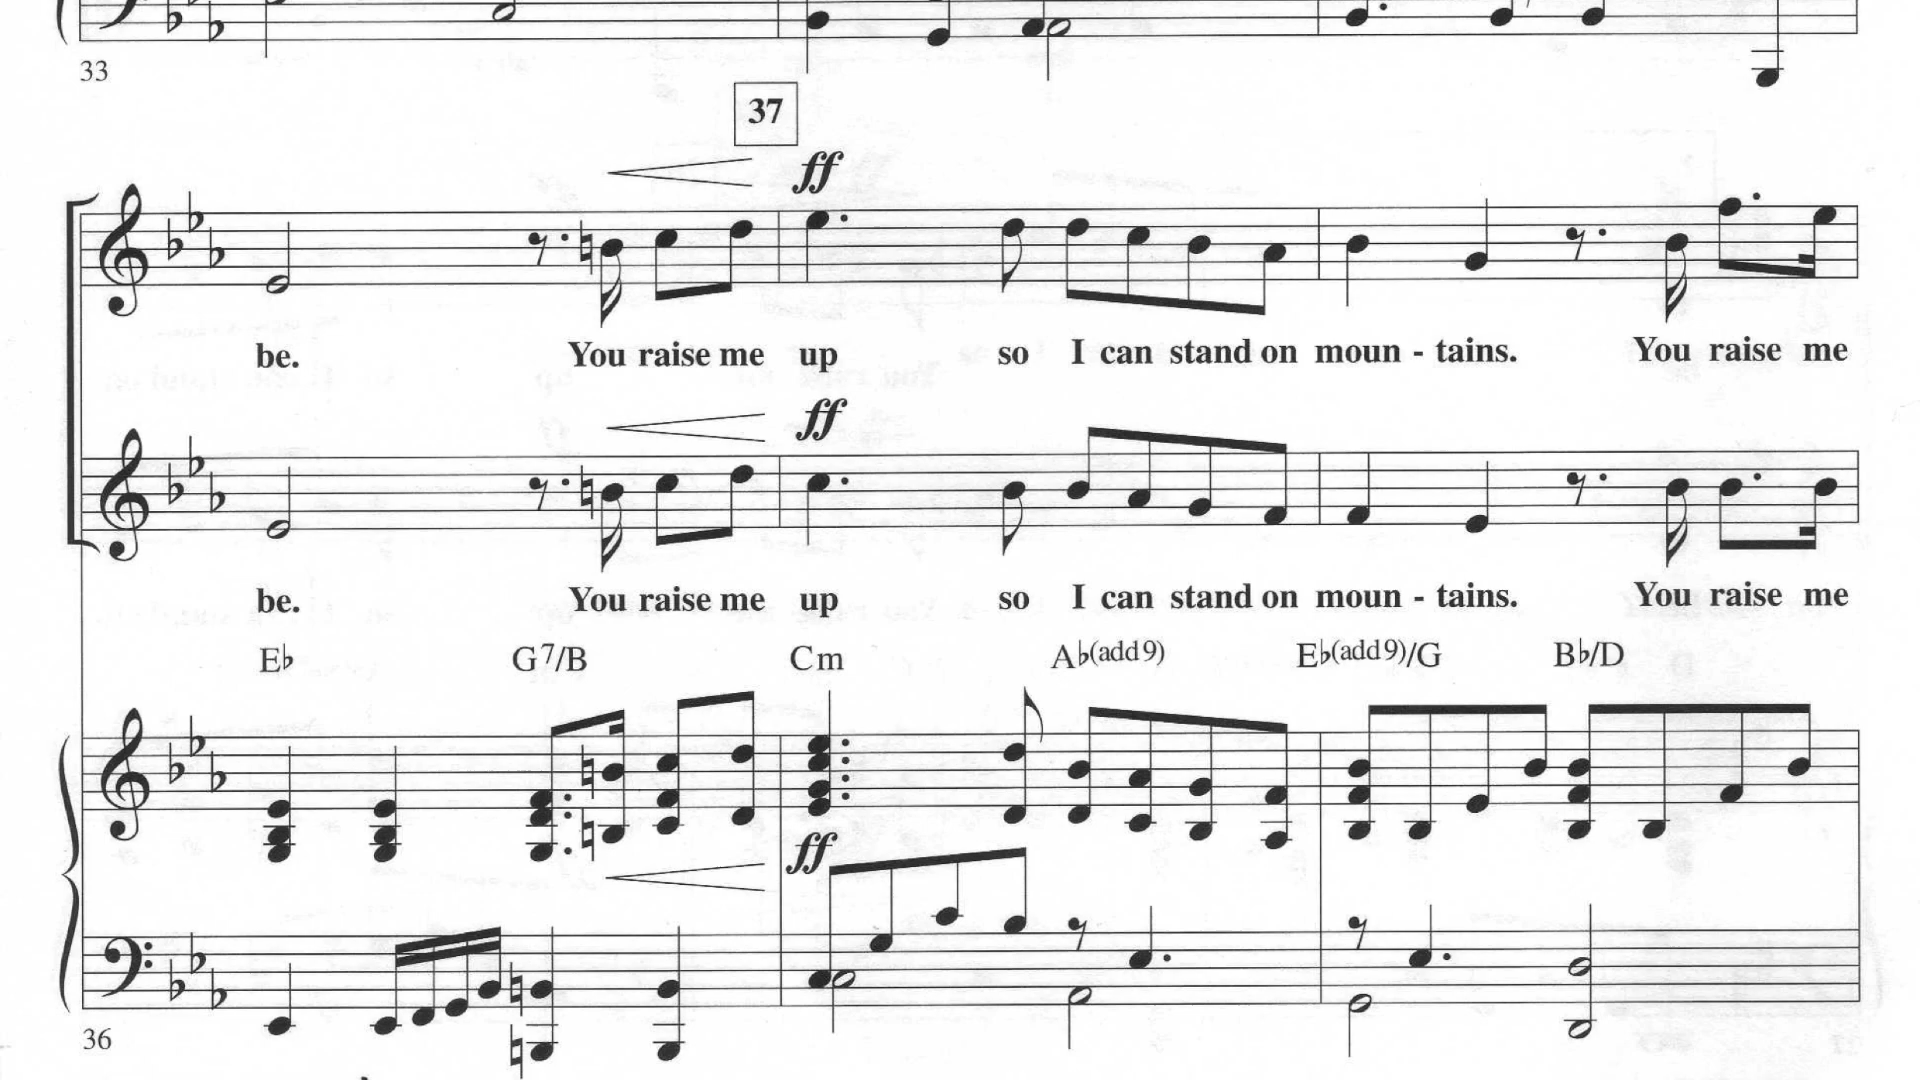 33
37
ff
be. You raise me up so I can stand on moun - tains. You raise me
ff
be. You raise me up so I can stand on moun - tains. You raise me
E♭ G7/B Cm A♭(add9) E♭(add9)/G B♭/D
ff
36